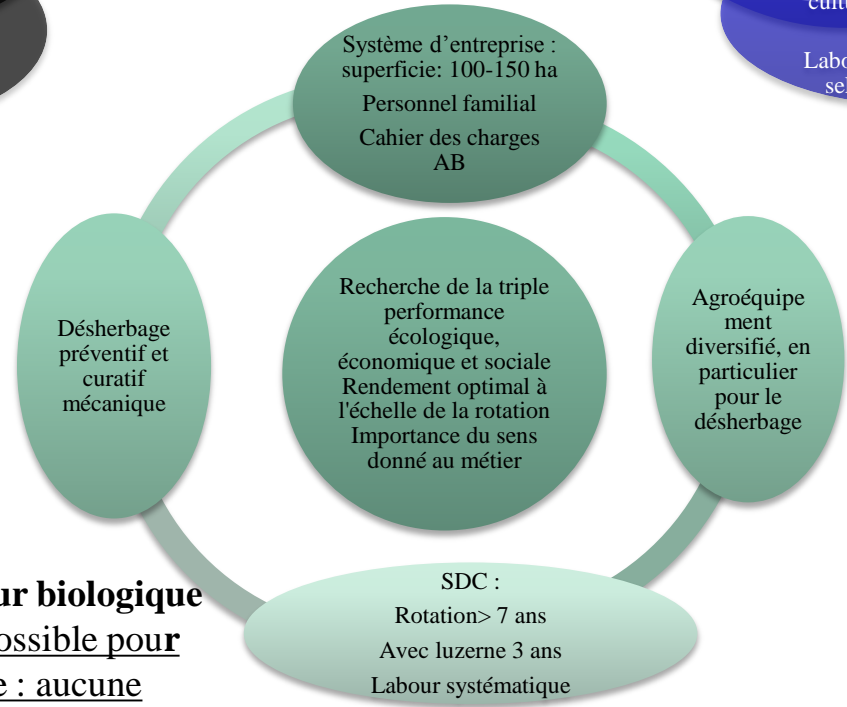 Labo
sel
Système d'entreprise :
superficie: 100-150 ha
Personnel familial
Cahier des charges
AB
Désherbage
préventif et
curatif
mécanique
Recherche de la triple
performance
écologique,
économique et sociale
Rendement optimal à
l'échelle de la rotation
Importance du sens
donné au métier
Agroéquipe
ment
diversifié, en
particulier
pour le
désherbage
SDC :
Rotation> 7 ans
Avec luzerne 3 ans
Labour systématique
ur biologique
ossible pour
e : aucune